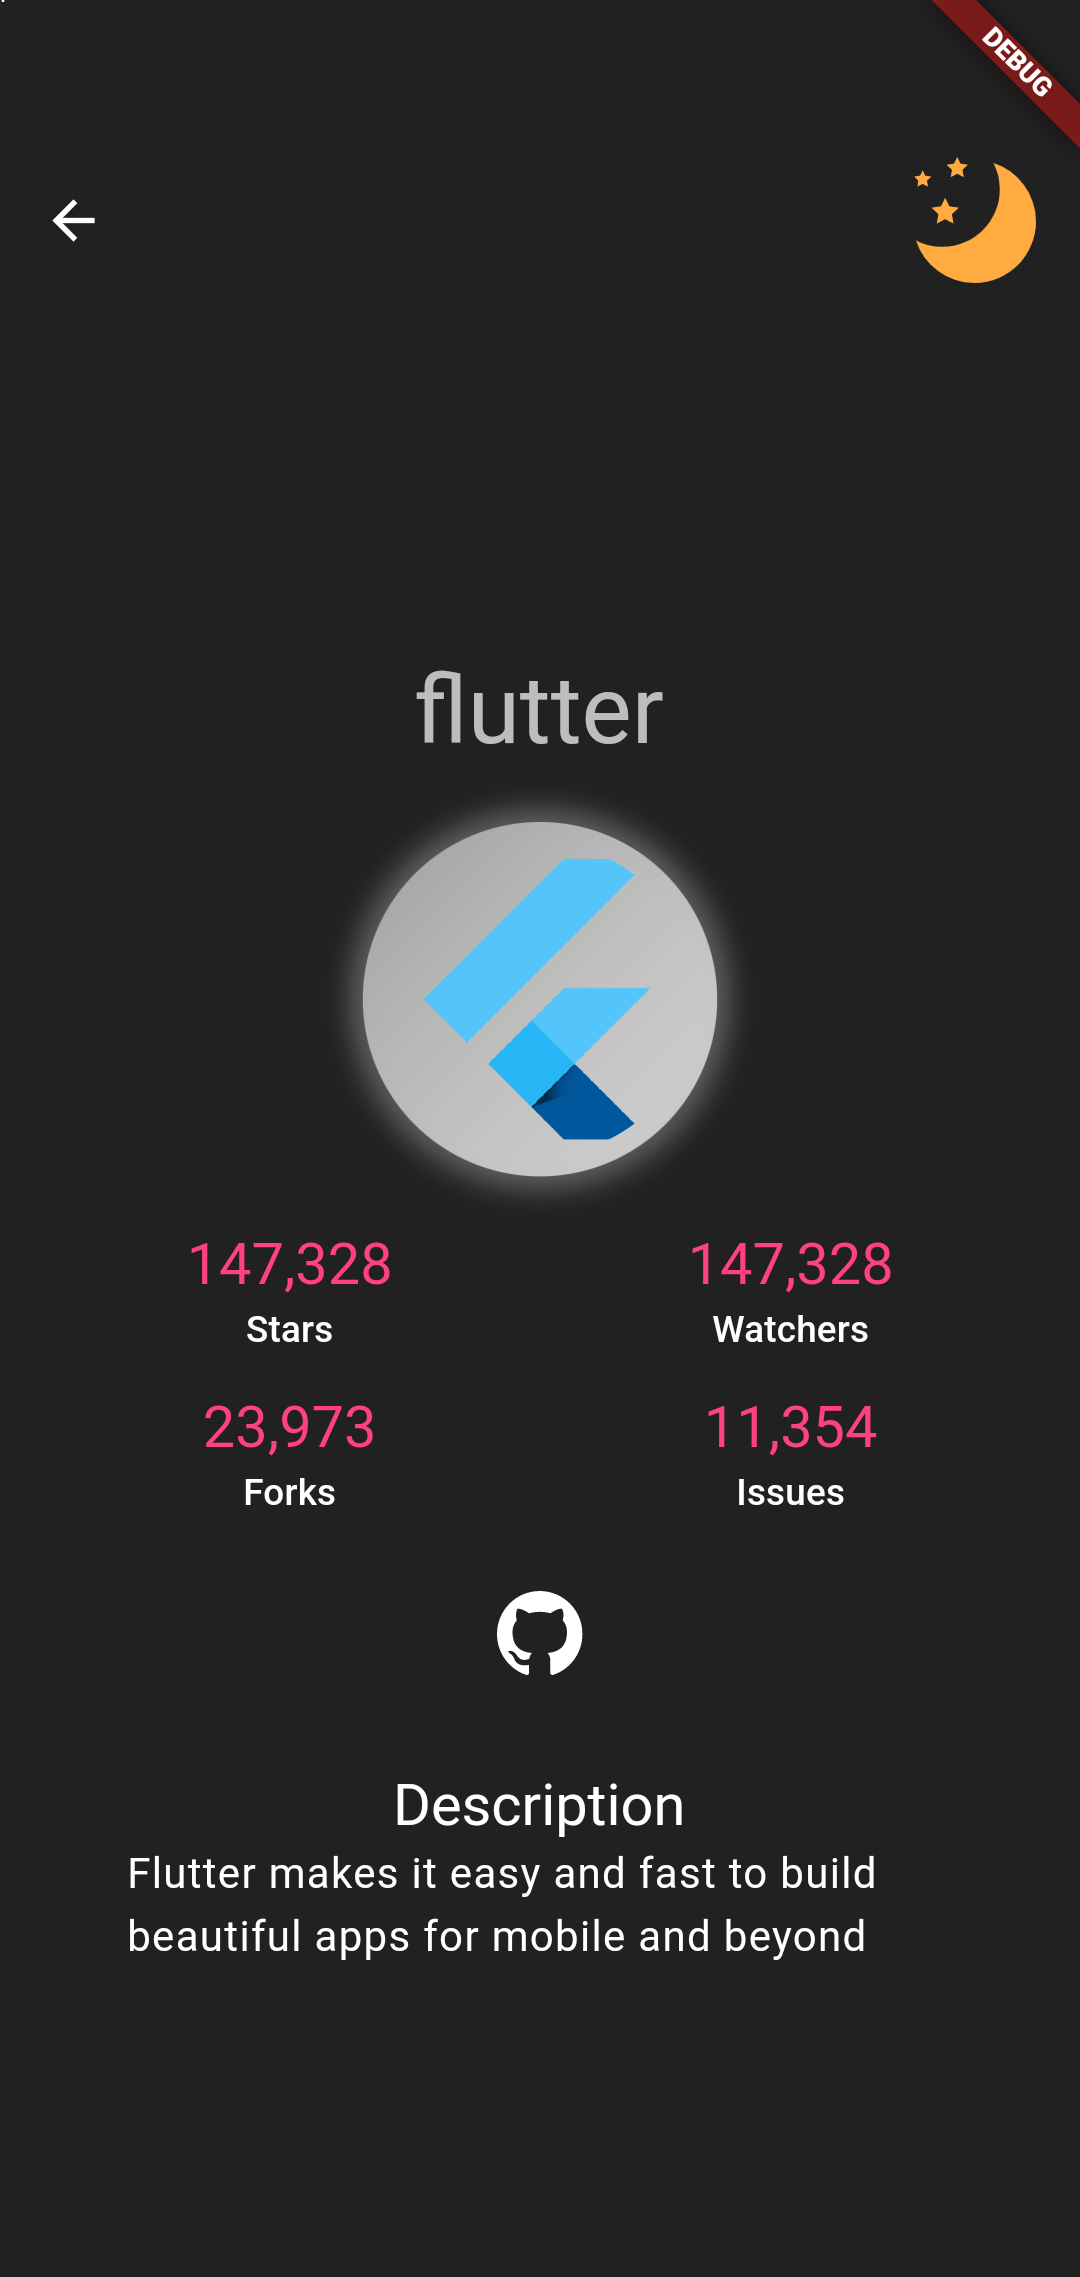 DEBUG
flutter
147,328
147,328
Stars
Watchers
23,973
11,354
Forks
Issues
Description
Flutter makes it easy and fast to build
beautiful apps for mobile and beyond